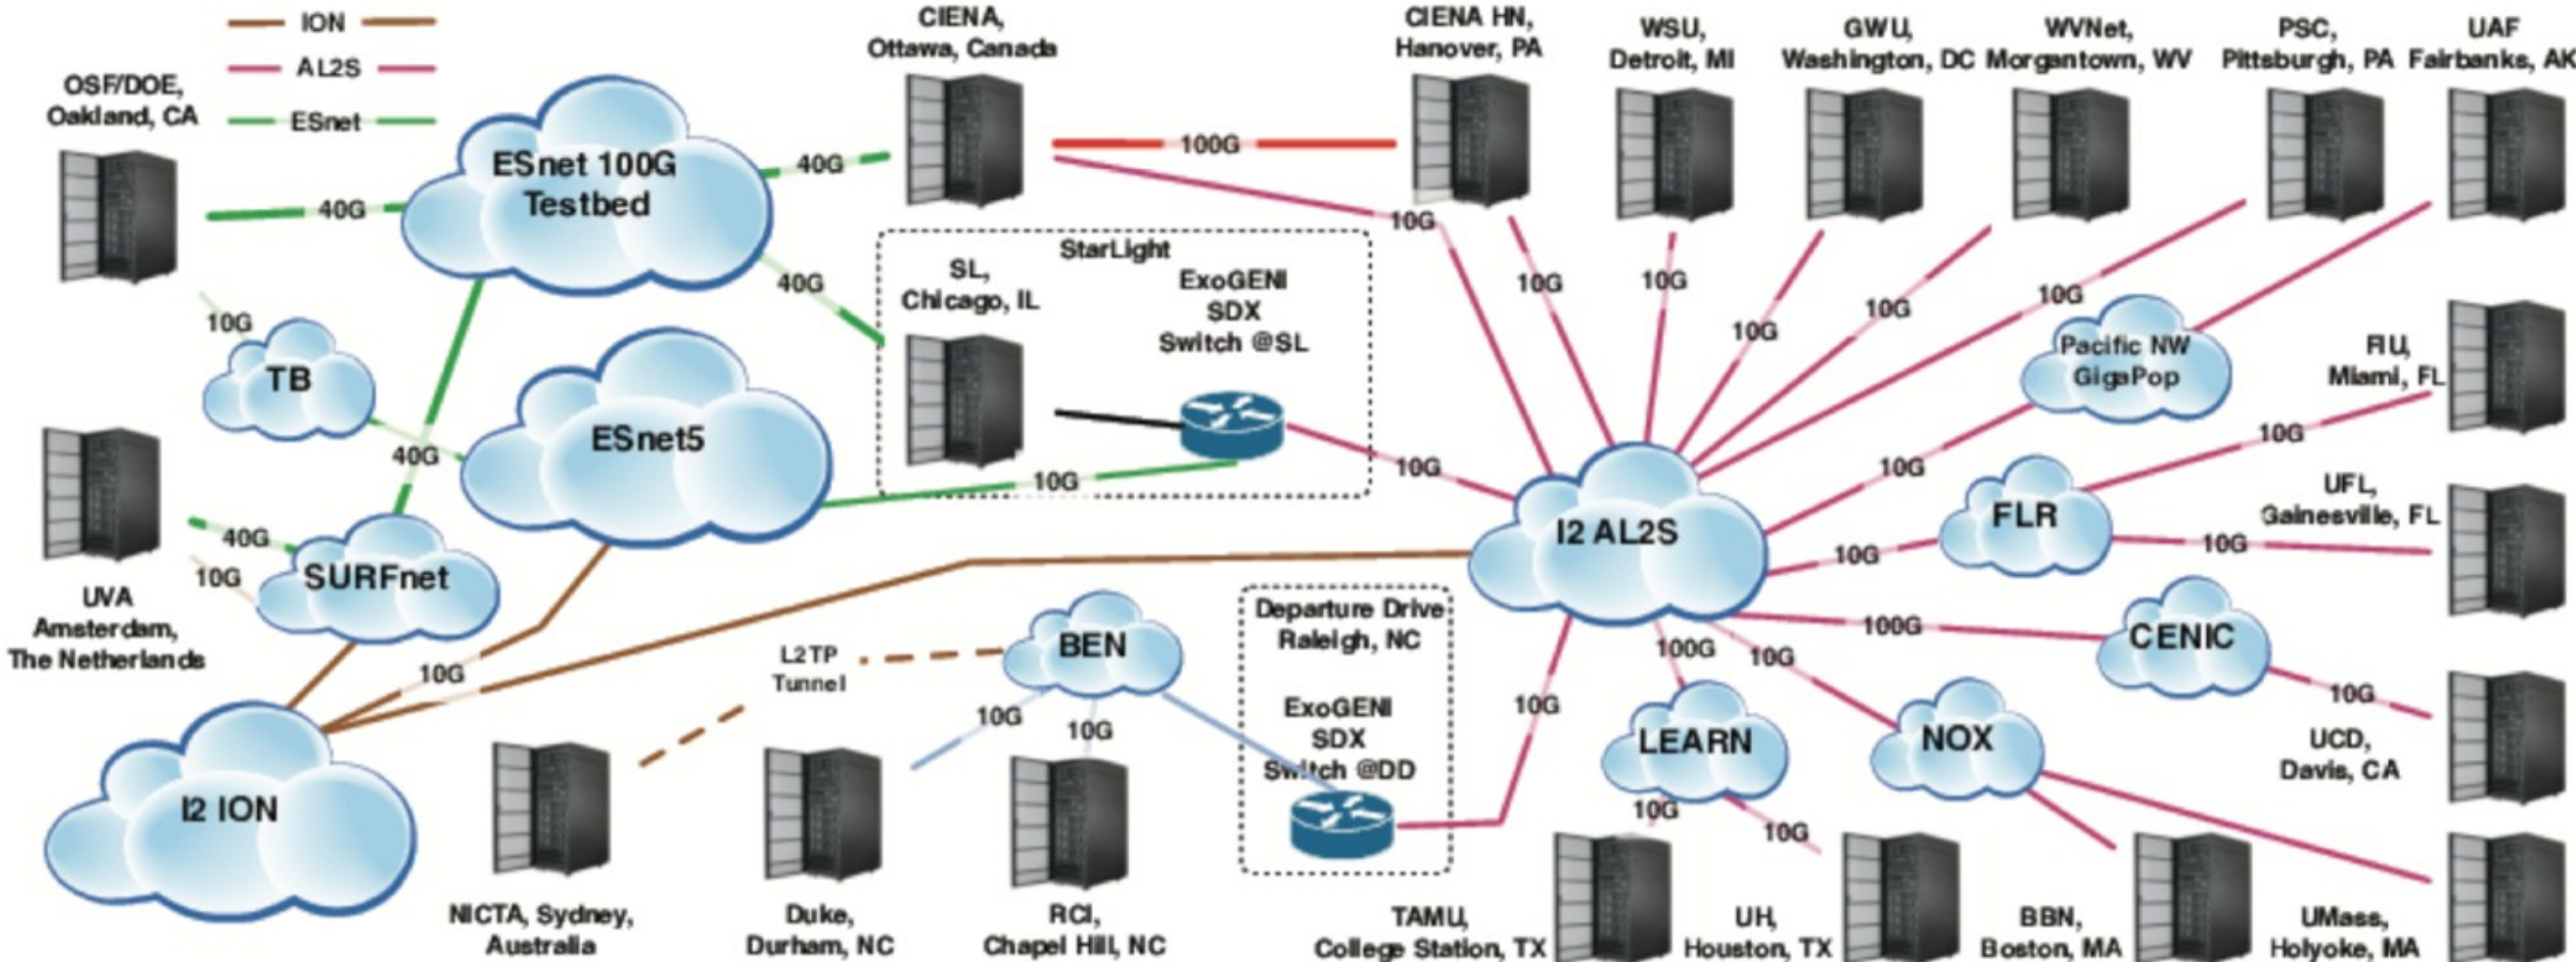 ION
AL2S
ESnet
OSF/DOE,
Oakland, CA
CIENA,
Ottawa, Canada
CIENA HN,
Hanover, PA
WSU,
Detroit, MI
GWU,
Washington, DC
WVNet,
Morgantown, WV
PSC,
Pittsburgh, PA
UAF
Fairbanks, AK
ESnet 100G
Testbed
40G
40G
100G
10G
StarLight
SL,
Chicago, IL
ExoGENI
SDX
Switch @SL
40G
10G
10G
10G
10G
10G
10G
10G
TB
Pacific NW
GigaPop
FIU,
Miami, FL
ESnet5
40G
10G
10G
10G
10G
UFL,
Gainesville, FL
FLR
I2 AL2S
40G
10G
10G
10G
SURFnet
UVA
Amsterdam,
The Netherlands
BEN
L2TP
Tunnel
Departure Drive
Raleigh, NC
100G
CENIC
100G
10G
10G
10G
10G
10G
10G
ExoGENI
SDX
Switch @DD
LEARN
NOX
UCD,
Davis, CA
I2 ION
10G
10G
NICTA, Sydney,
Australia
Duke,
Durham, NC
RCI,
Chapel Hill, NC
TAMU,
College Station, TX
UH,
Houston, TX
BBN,
Boston, MA
UMass,
Holyoke, MA